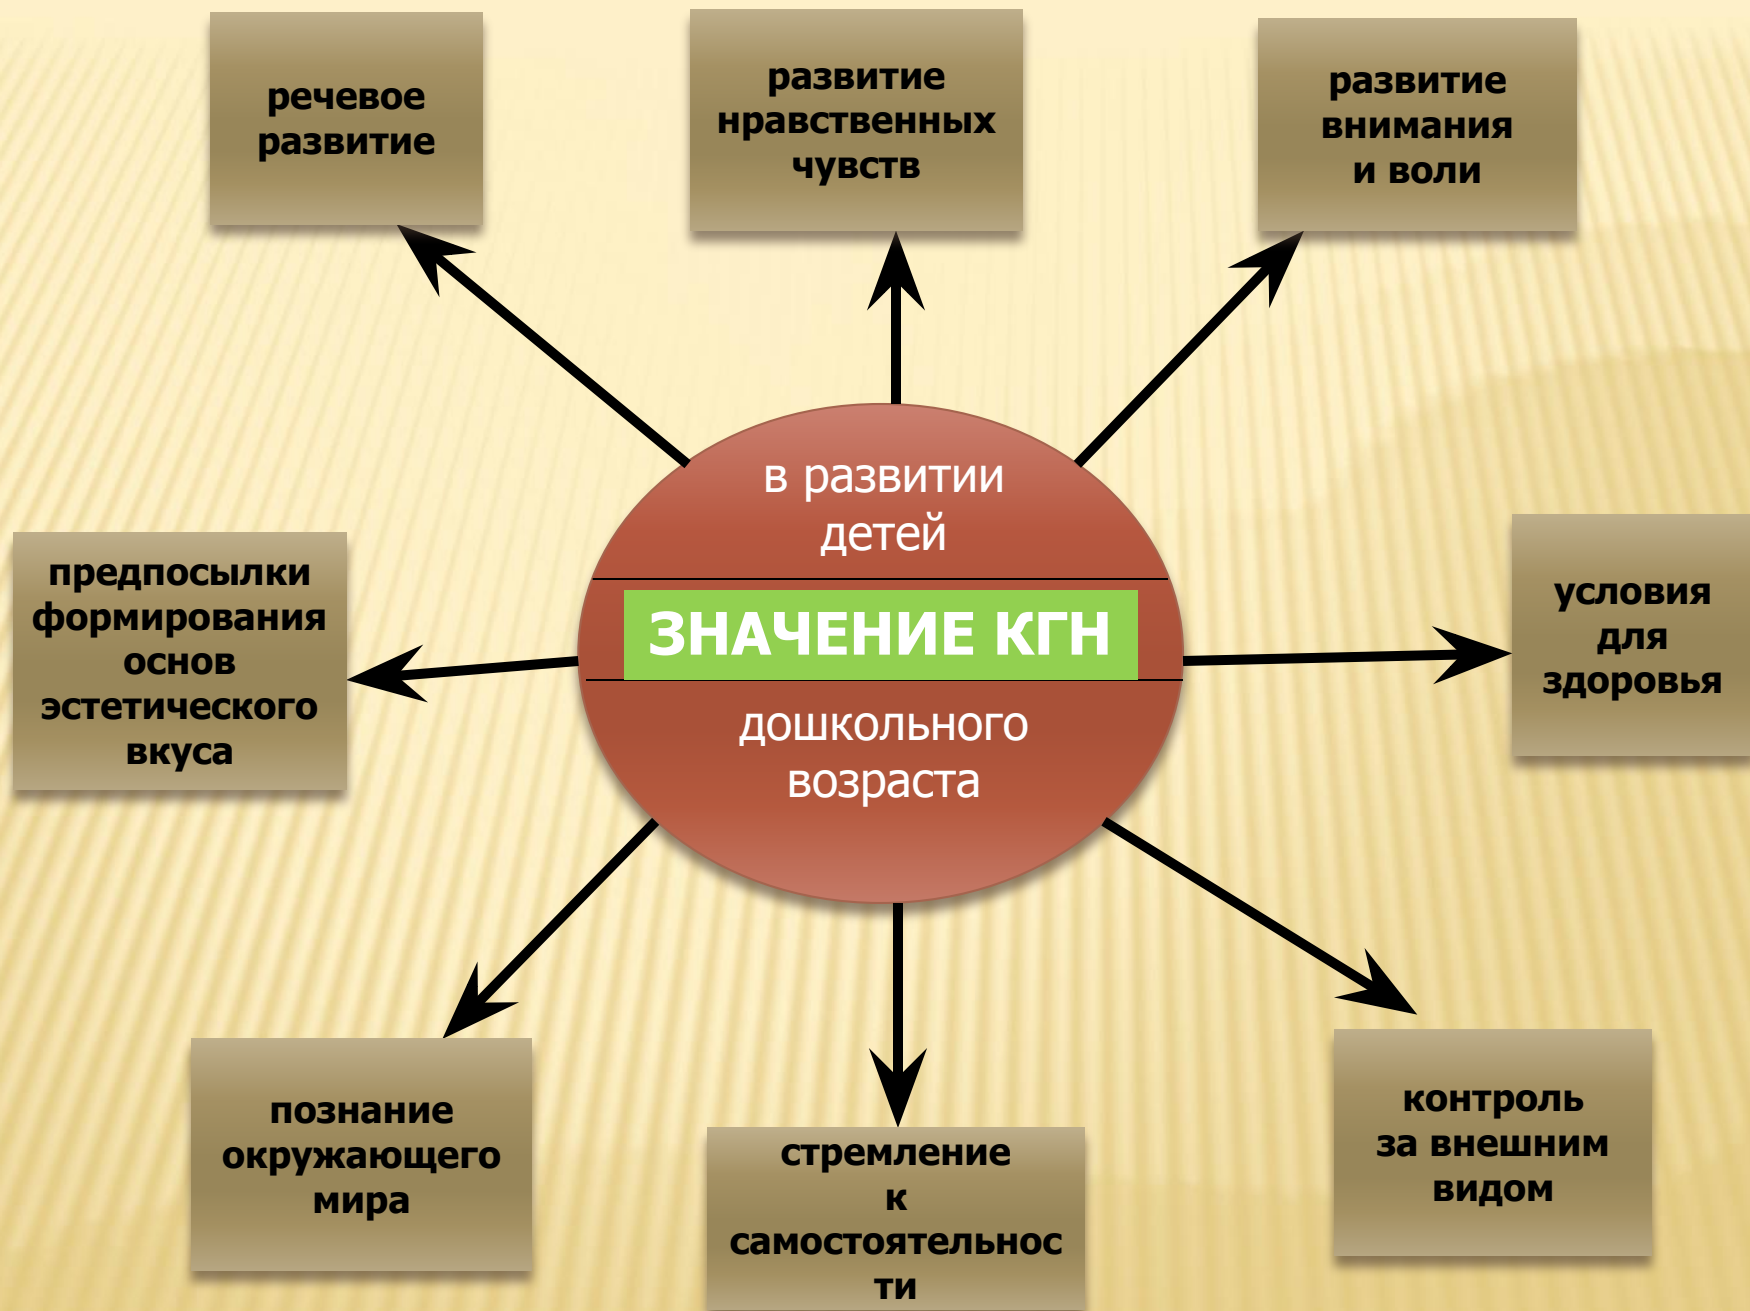 речевое
развитие
развитие
нравственных
чувств
развитие
внимания
и воли
в развитии
детей
ЗНАЧЕНИЕ КГН
дошкольного
возраста
предпосылки
формирования
основ
эстетического
вкуса
условия
для
здоровья
познание
окружающего
мира
стремление
к
самостоятельнос
ти
контроль
за внешним
видом